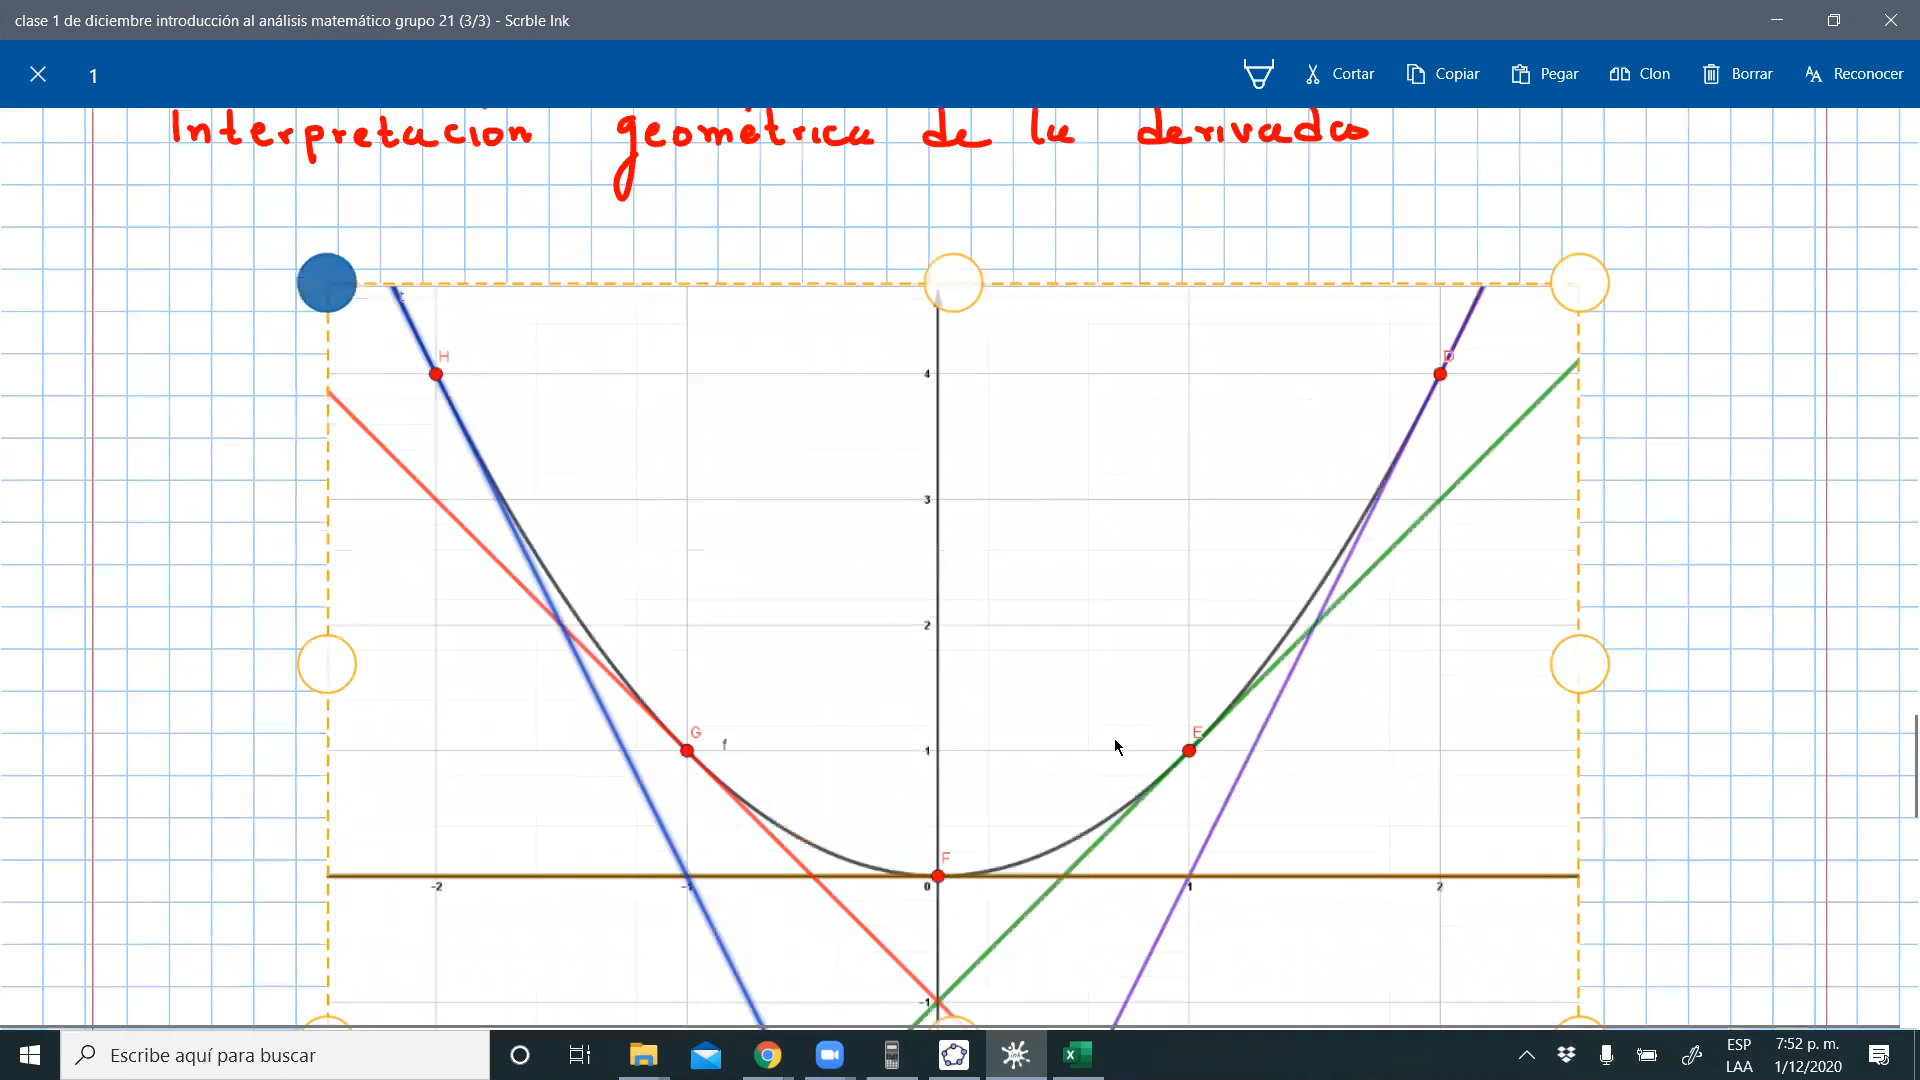 clase 1 de diciembre introducción al análisis matemático grupo 21 (3/3) - Scrble Ink
1 Cortar Copiar Pegar Clon Borrar Reconocer
Interpretación geométrica de la derivada
t
H
D
4
3
2
G
f
1
E
F
-2 -1 0 1 2
-1
Escribe aquí para buscar
ESP
LAA
7:52 p. m.
1/12/2020